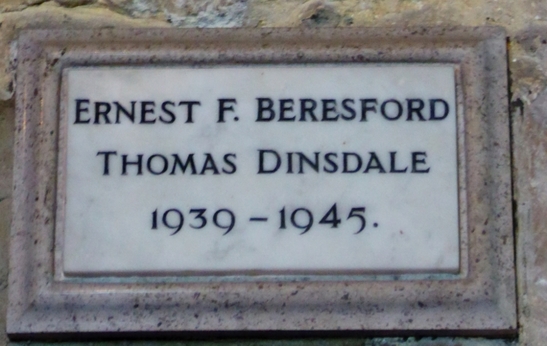 ERNEST F. BERESFORD
THOMAS DINSDALE
1939-1945.